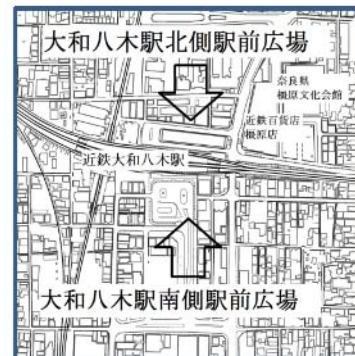 大和八木駅北側駅前広場
奈良県
橿原文化会館
近鉄百貨店
橿原店
近鉄大和八木駅
大和八木駅南側駅前広場